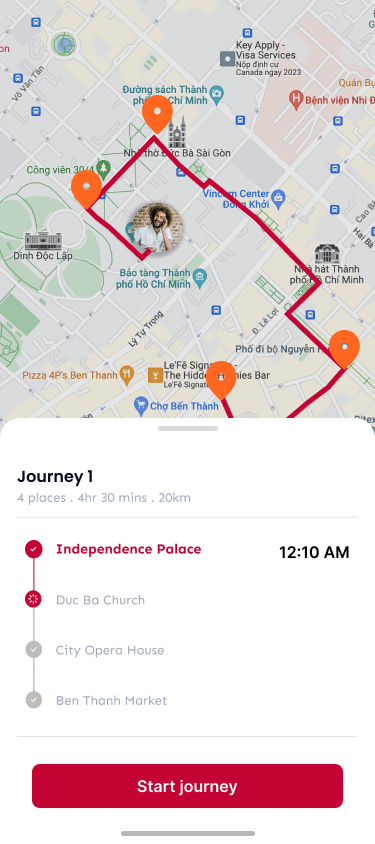 on
Võ Văn Tần
Key Apply -
Visa Services
Nộp định cư
Canada ngay 2023
Quán Bụ
Đường sách Thành
phố Chí Minh
Bệnh viện Nhi Đ
Nhà thờ Đức Bà Sài Gòn
Công viên 30/4
Vincom Center
Đồng Khởi
Cao Bá
Hai Bà
Dinh Độc Lập
Bảo tàng Thành
phố Hồ Chí Minh
Nhà hát Thành
phố Hồ Chí Minh
Lý Tự Trọng
Đ. Lê Lợi
Phố đi bộ Nguyễn H
Pizza 4P's Ben Thanh
Le'Fê Signa
The Hidden nies Bar
Le'Fê Signat
Chợ Bến Thành
Bitex
Journey 1
4 places . 4hr 30 mins . 20km
Independence Palace
12:10 AM
Duc Ba Church
City Opera House
Ben Thanh Market
Start journey